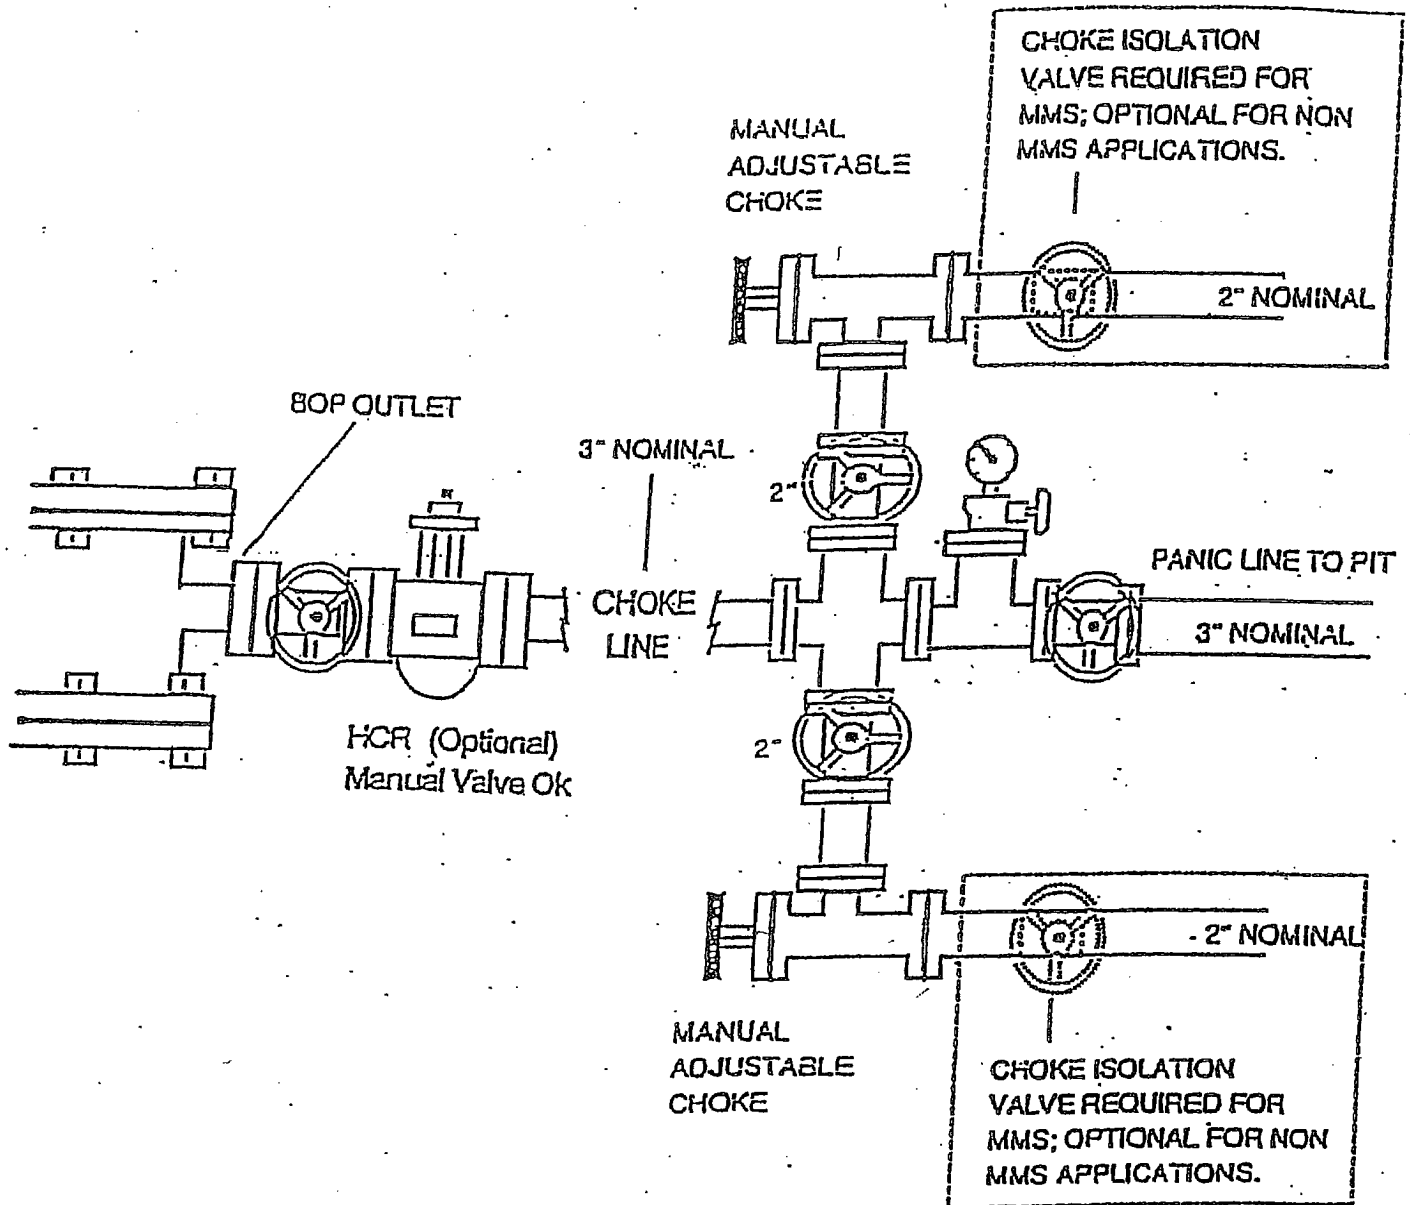 CHOKE ISOLATION
VALVE REQUIRED FOR
MMS; OPTIONAL FOR NON
MMS APPLICATIONS.
MANUAL
ADJUSTABLE
CHOKE
2" NOMINAL
BOP OUTLET
3" NOMINAL
2"
PANIC LINE TO PIT
CHOKE
LINE
3" NOMINAL
HCR (Optional)
Manual Valve Ok
2"
2" NOMINAL
MANUAL
ADJUSTABLE
CHOKE
CHOKE ISOLATION
VALVE REQUIRED FOR
MMS; OPTIONAL FOR NON
MMS APPLICATIONS.